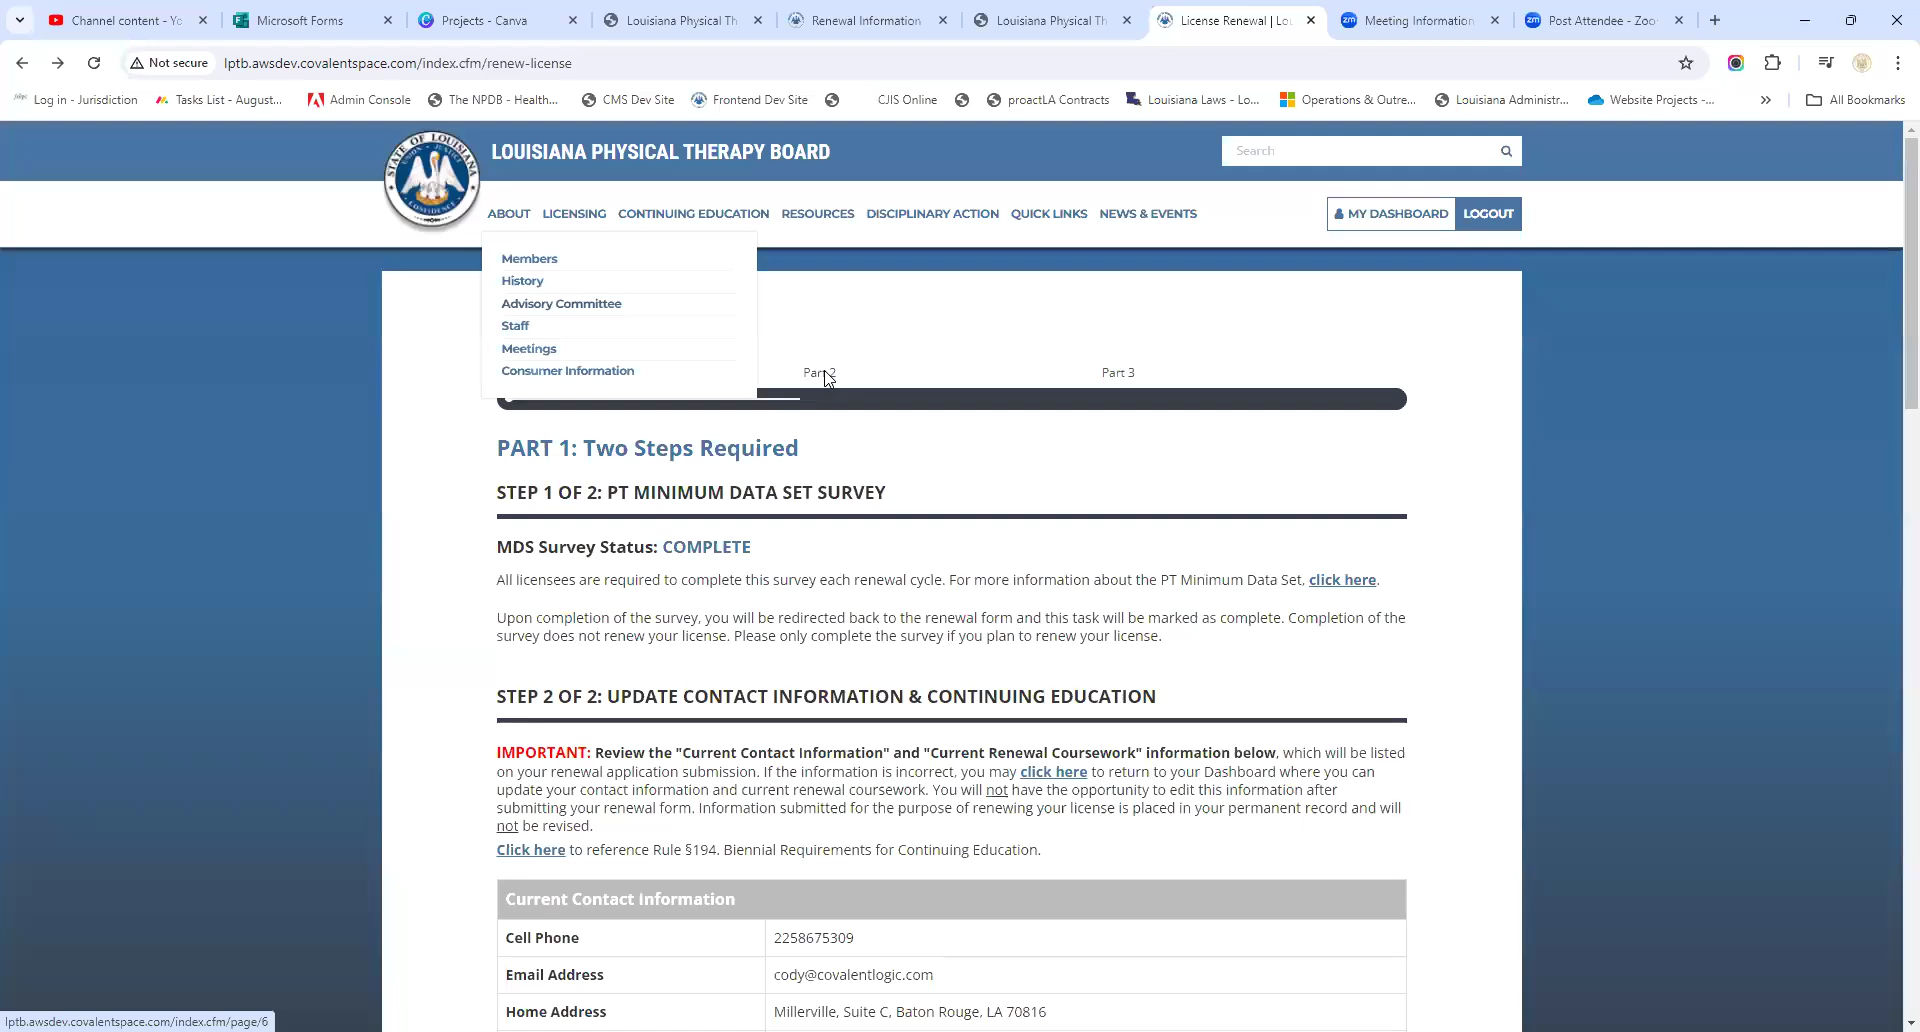 Channel content - Yo
Microsoft Forms
Projects - Canva
Louisiana Physical Th
Renewal Information
Louisiana Physical Th
License Renewal | Lou
Meeting Information
Post Attendee - Zoo
Not secure
lptb.awsdev.covalentspace.com/index.cfm/renew-license
Log in - Jurisdiction
Tasks List - August...
Admin Console
The NPDB - Health...
CMS Dev Site
Frontend Dev Site
CJIS Online
proactLA Contracts
Louisiana Laws - Lo...
Operations & Outre...
Louisiana Administr...
Website Projects -...
All Bookmarks
STATE OF LOUISIANA
UNION JUSTICE
CONFIDENCE
LOUISIANA PHYSICAL THERAPY BOARD
Search
ABOUT LICENSING CONTINUING EDUCATION RESOURCES DISCIPLINARY ACTION QUICK LINKS NEWS & EVENTS
MY DASHBOARD LOGOUT
Members
History
Advisory Committee
Staff
Meetings
Consumer Information
Part 2
Part 3
PART 1: Two Steps Required
STEP 1 OF 2: PT MINIMUM DATA SET SURVEY
MDS Survey Status: COMPLETE
All licensees are required to complete this survey each renewal cycle. For more information about the PT Minimum Data Set, click here.
Upon completion of the survey, you will be redirected back to the renewal form and this task will be marked as complete. Completion of the
survey does not renew your license. Please only complete the survey if you plan to renew your license.
STEP 2 OF 2: UPDATE CONTACT INFORMATION & CONTINUING EDUCATION
IMPORTANT: Review the "Current Contact Information" and "Current Renewal Coursework" information below, which will be listed
on your renewal application submission. If the information is incorrect, you may click here to return to your Dashboard where you can
update your contact information and current renewal coursework. You will not have the opportunity to edit this information after
submitting your renewal form. Information submitted for the purpose of renewing your license is placed in your permanent record and will
not be revised.
Click here to reference Rule §194. Biennial Requirements for Continuing Education.
Current Contact Information
Cell Phone 2258675309
Email Address cody@covalentlogic.com
Home Address Millerville, Suite C, Baton Rouge, LA 70816
lptb.awsdev.covalentspace.com/index.cfm/page/6